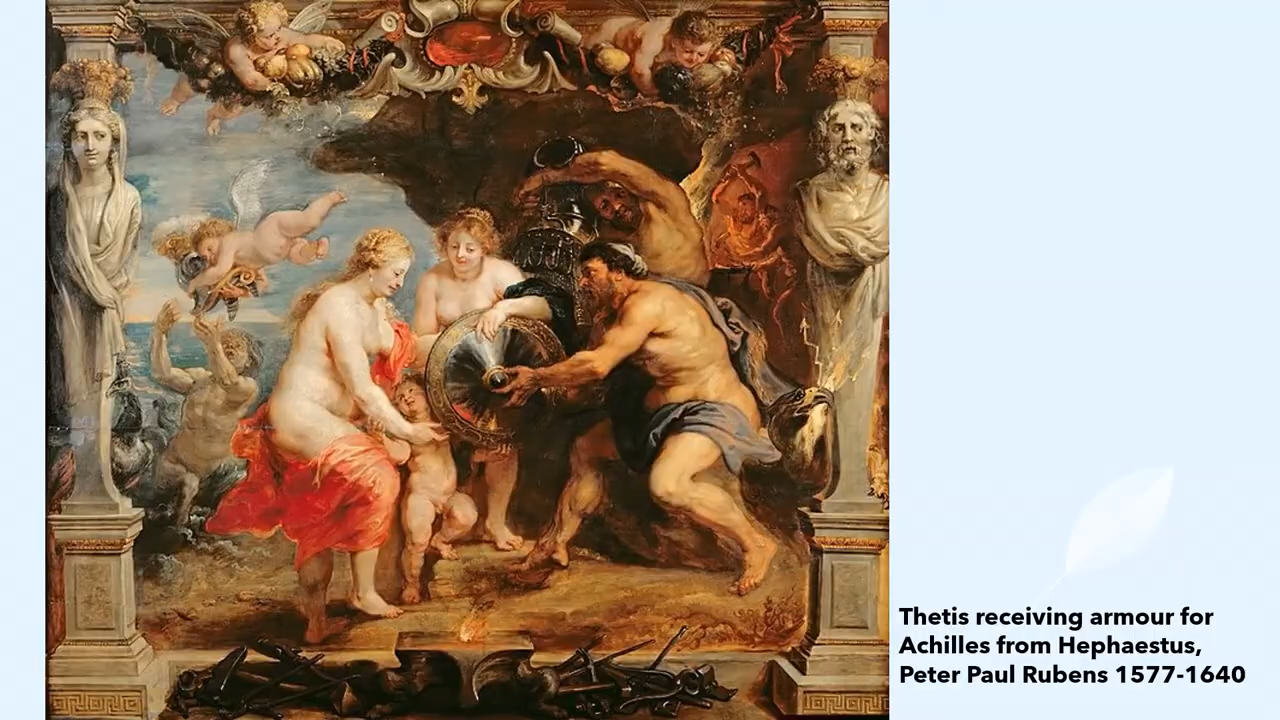 Thetis receiving armour for
Achilles from Hephaestus,
Peter Paul Rubens 1577-1640